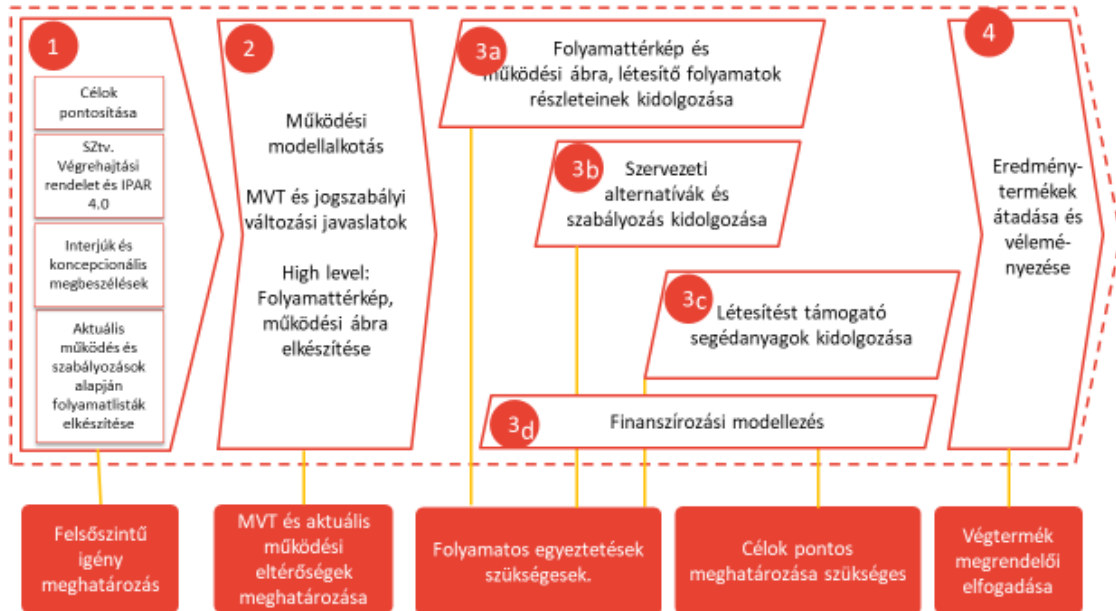 1
Célok
pontosítása
SZtv.
Végrehajtási
rendelet és IPAR
4.0
Interjúk és
koncepcionális
megbeszélések
Aktuális
működés és
szabályozások
alapján
folyamatlisták
elkészítése
2
Működési
modellalkotás
MVT és jogszabályi
változási javaslatok
High level:
Folyamattérkép,
működési ábra
elkészítése
3a
Folyamattérkép és
működési ábra, létesítő folyamatok
részleteinek kidolgozása
3b
Szervezeti
alternatívák és
szabályozás kidolgozása
3c
Létesítést támogató
segédanyagok kidolgozása
3d
Finanszírozási modellezés
4
Eredmény-
termékek
átadása és
vélemé-
nyezése
Felsőszintű
igény
meghatározás
MVT és aktuális
működési
eltérőségek
meghatározása
Folyamatos egyeztetések
szükségesek.
Célok pontos
meghatározása szükséges
Végtermék
megrendelői
elfogadása